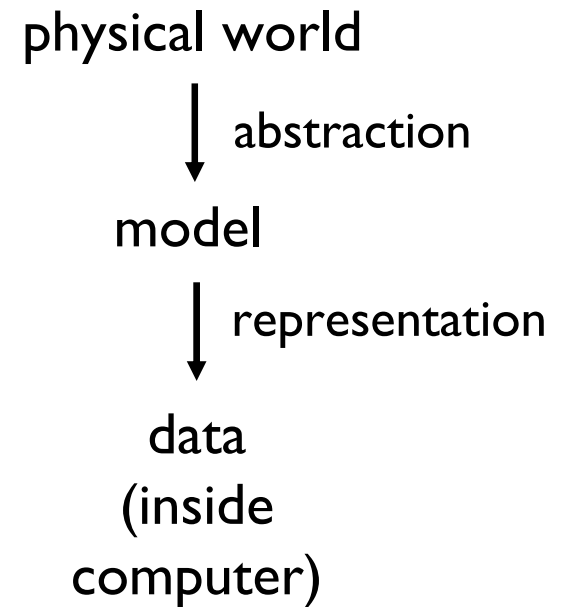 physical world
abstraction
model
representation
data
(inside
computer)